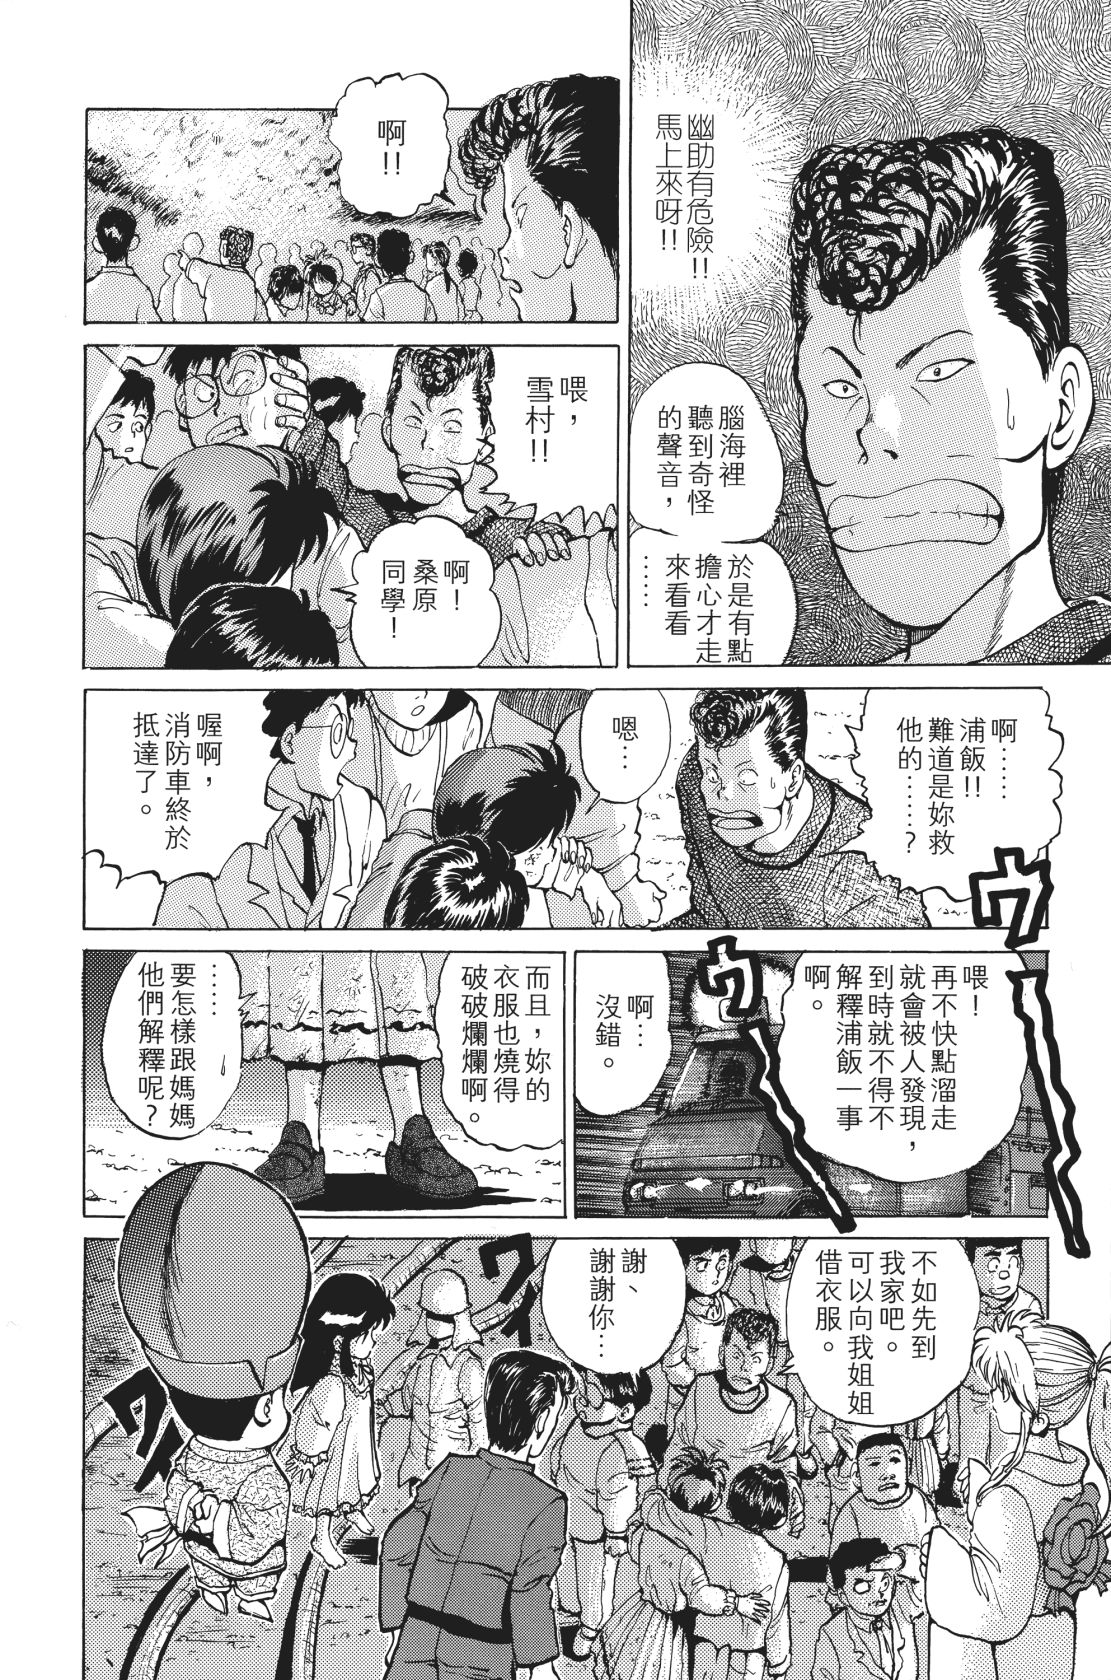 幽助有危險!!
馬上來呀!!
腦海裡
聽到奇怪
的聲音，
於是有點
擔心才走
來看看
……
啊!!
喂，
雪村!!
啊！
桑原
同學！
啊……
浦飯!!
難道是妳救
他的……?
嗯…
喔啊，
消防車終於
抵達了。
ウー
ウー
喂！
再不快點溜走
就會被人發現，
到時就不得不
解釋浦飯一事
啊。
啊…
沒錯。
而且，妳的
衣服也燒得
破破爛爛啊。
……
要怎樣跟媽媽
他們解釋呢?
不如先到
我家吧。
可以向我姐姐
借衣服。
謝、
謝謝你…
ワイ
ワイ